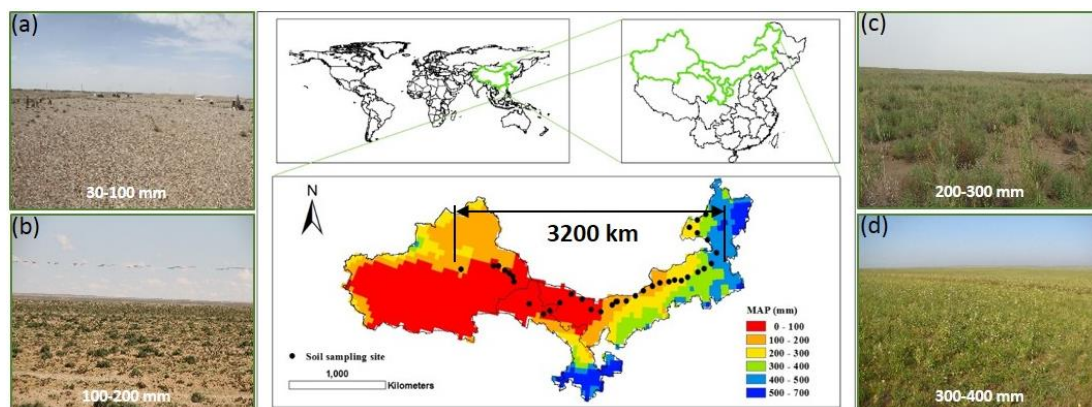 (a)
30-100 mm
(b)
100-200 mm
N
3200 km
MAP (mm)
0 - 100
100 - 200
200 - 300
300 - 400
400 - 500
500 - 700
Soil sampling site
1,000
Kilometers
(c)
200-300 mm
(d)
300-400 mm